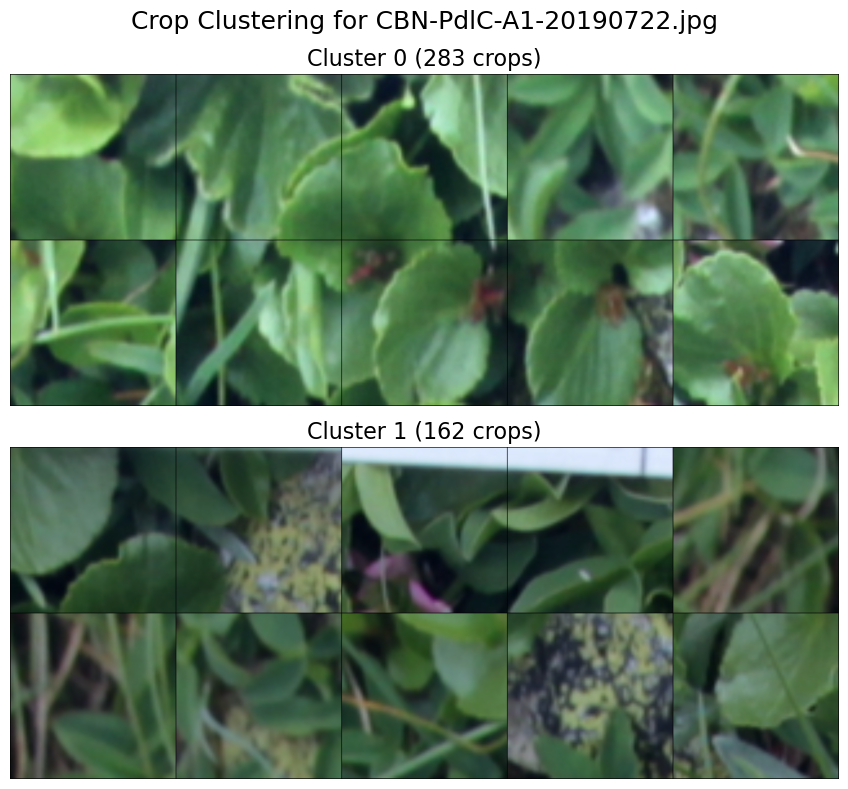 Crop Clustering for CBN-PdlC-A1-20190722.jpg
Cluster 0 (283 crops)
Cluster 1 (162 crops)